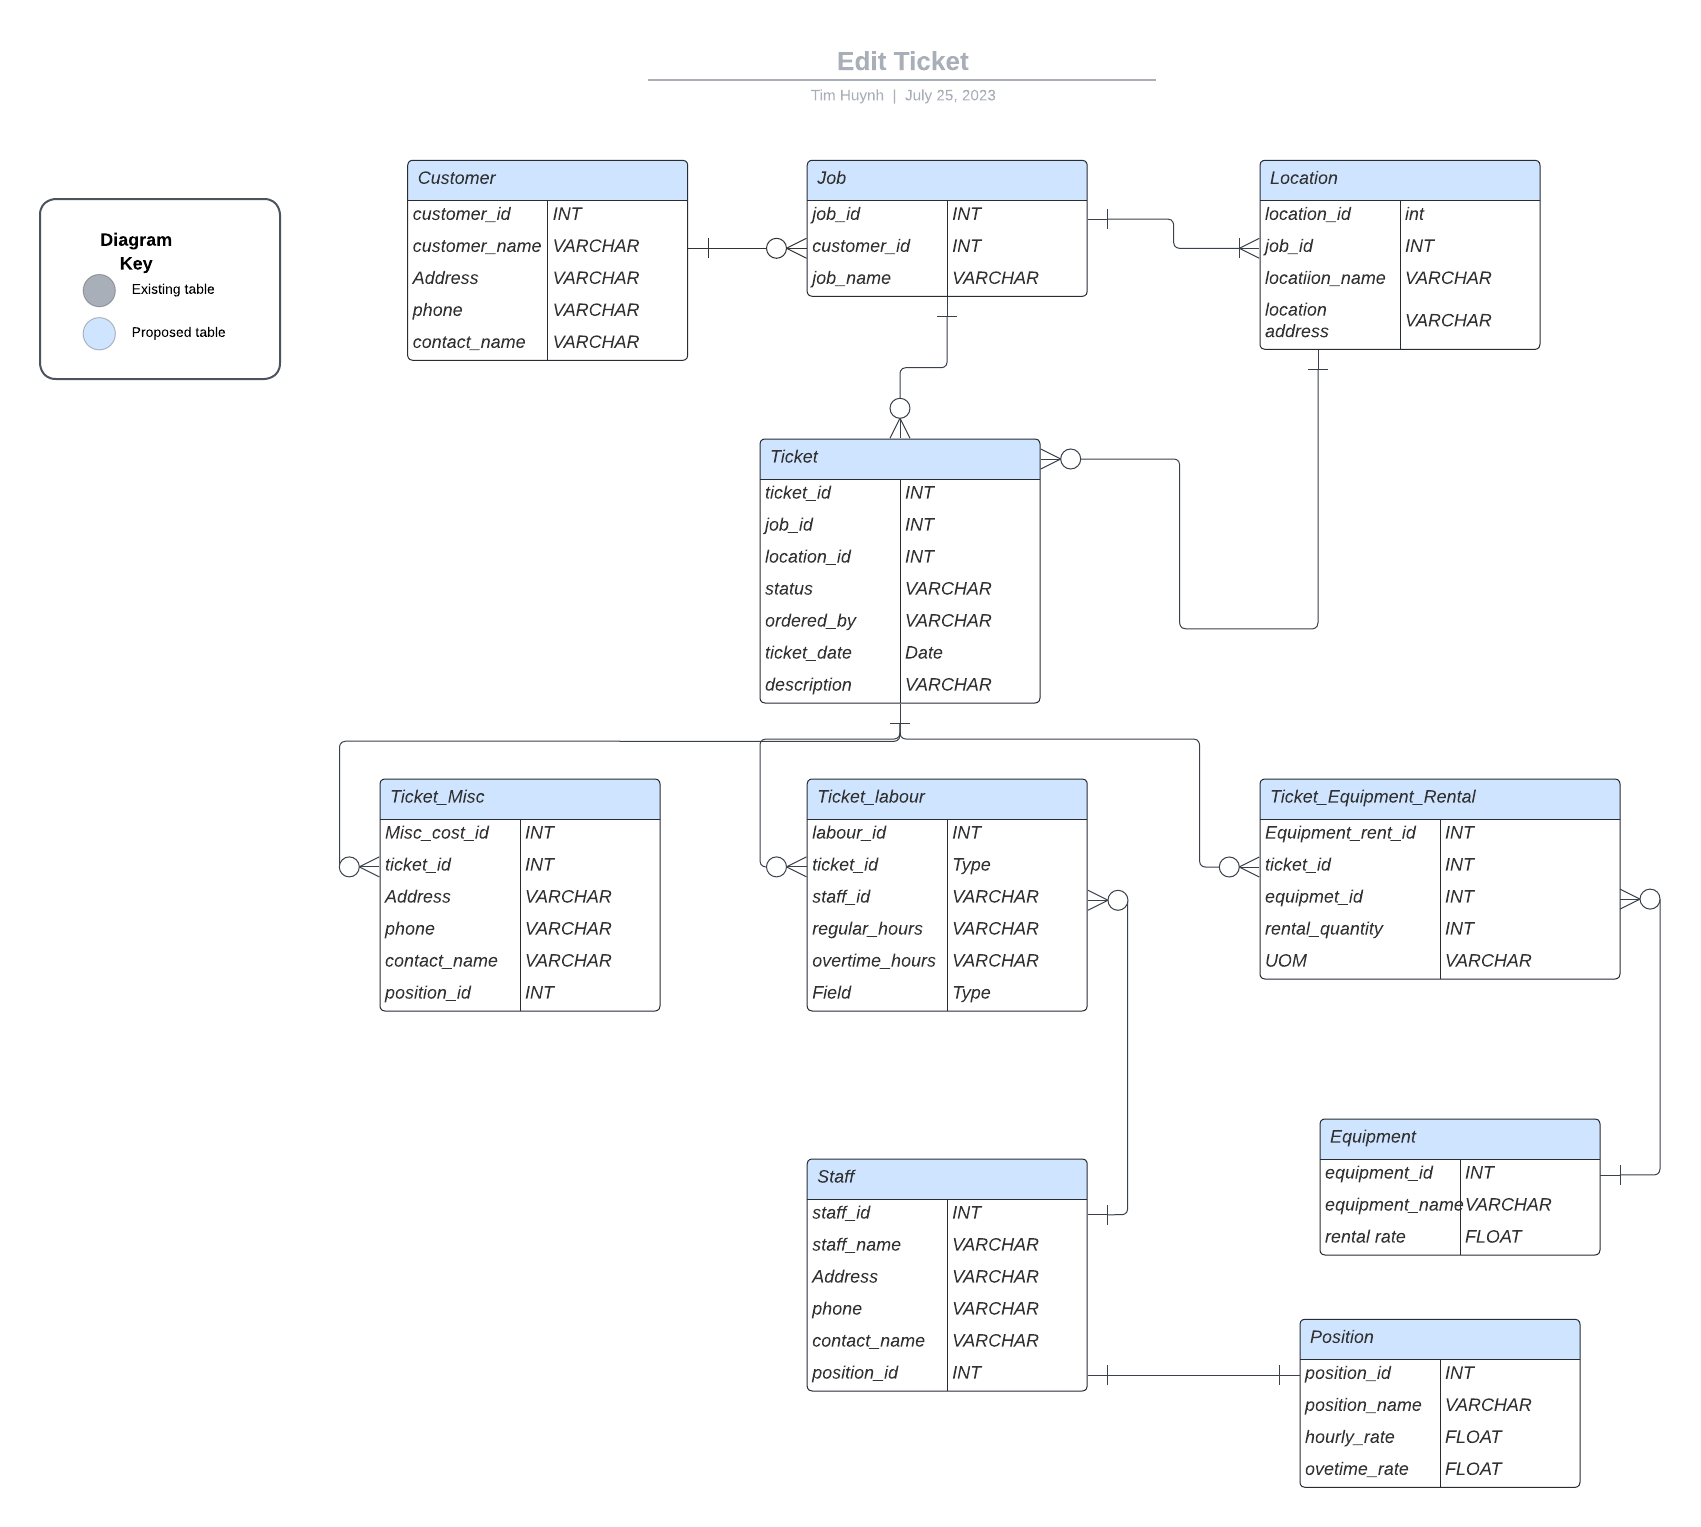 Edit Ticket
Tim Huynh | July 25, 2023
Diagram
Key
Existing table
Proposed table
Customer
customer_id INT
customer_name VARCHAR
Address VARCHAR
phone VARCHAR
contact_name VARCHAR
Job
job_id INT
customer_id INT
job_name VARCHAR
Location
location_id int
job_id INT
locatiion_name VARCHAR
location
address VARCHAR
Ticket
ticket_id INT
job_id INT
location_id INT
status VARCHAR
ordered_by VARCHAR
ticket_date Date
description VARCHAR
Ticket_Misc
Misc_cost_id INT
ticket_id INT
Address VARCHAR
phone VARCHAR
contact_name VARCHAR
position_id INT
Ticket_labour
labour_id INT
ticket_id Type
staff_id VARCHAR
regular_hours VARCHAR
overtime_hours VARCHAR
Field Type
Ticket_Equipment_Rental
Equipment_rent_id INT
ticket_id INT
equipmet_id INT
rental_quantity INT
UOM VARCHAR
Staff
staff_id INT
staff_name VARCHAR
Address VARCHAR
phone VARCHAR
contact_name VARCHAR
position_id INT
Equipment
equipment_id INT
equipment_name VARCHAR
rental rate FLOAT
Position
position_id INT
position_name VARCHAR
hourly_rate FLOAT
ovetime_rate FLOAT